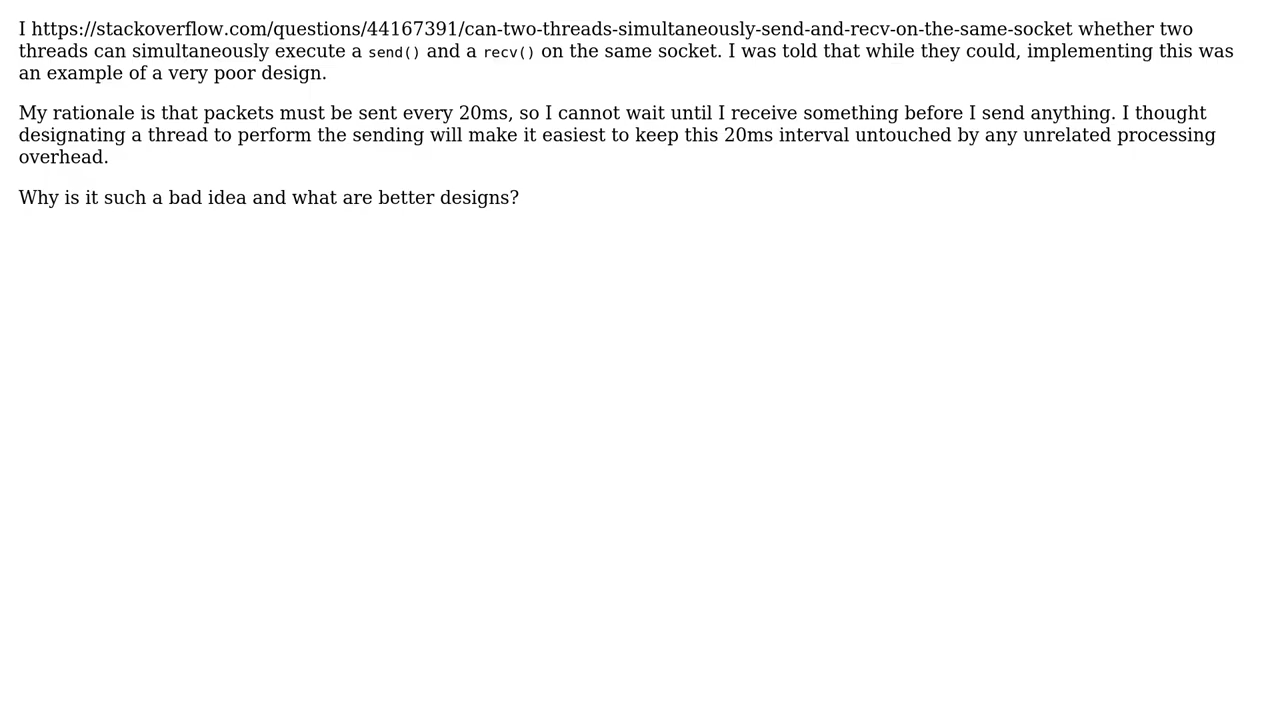 I https://stackoverflow.com/questions/44167391/can-two-threads-simultaneously-send-and-recv-on-the-same-socket whether two
threads can simultaneously execute a send() and a recv() on the same socket. I was told that while they could, implementing this was
an example of a very poor design.
My rationale is that packets must be sent every 20ms, so I cannot wait until I receive something before I send anything. I thought
designating a thread to perform the sending will make it easiest to keep this 20ms interval untouched by any unrelated processing
overhead.
Why is it such a bad idea and what are better designs?